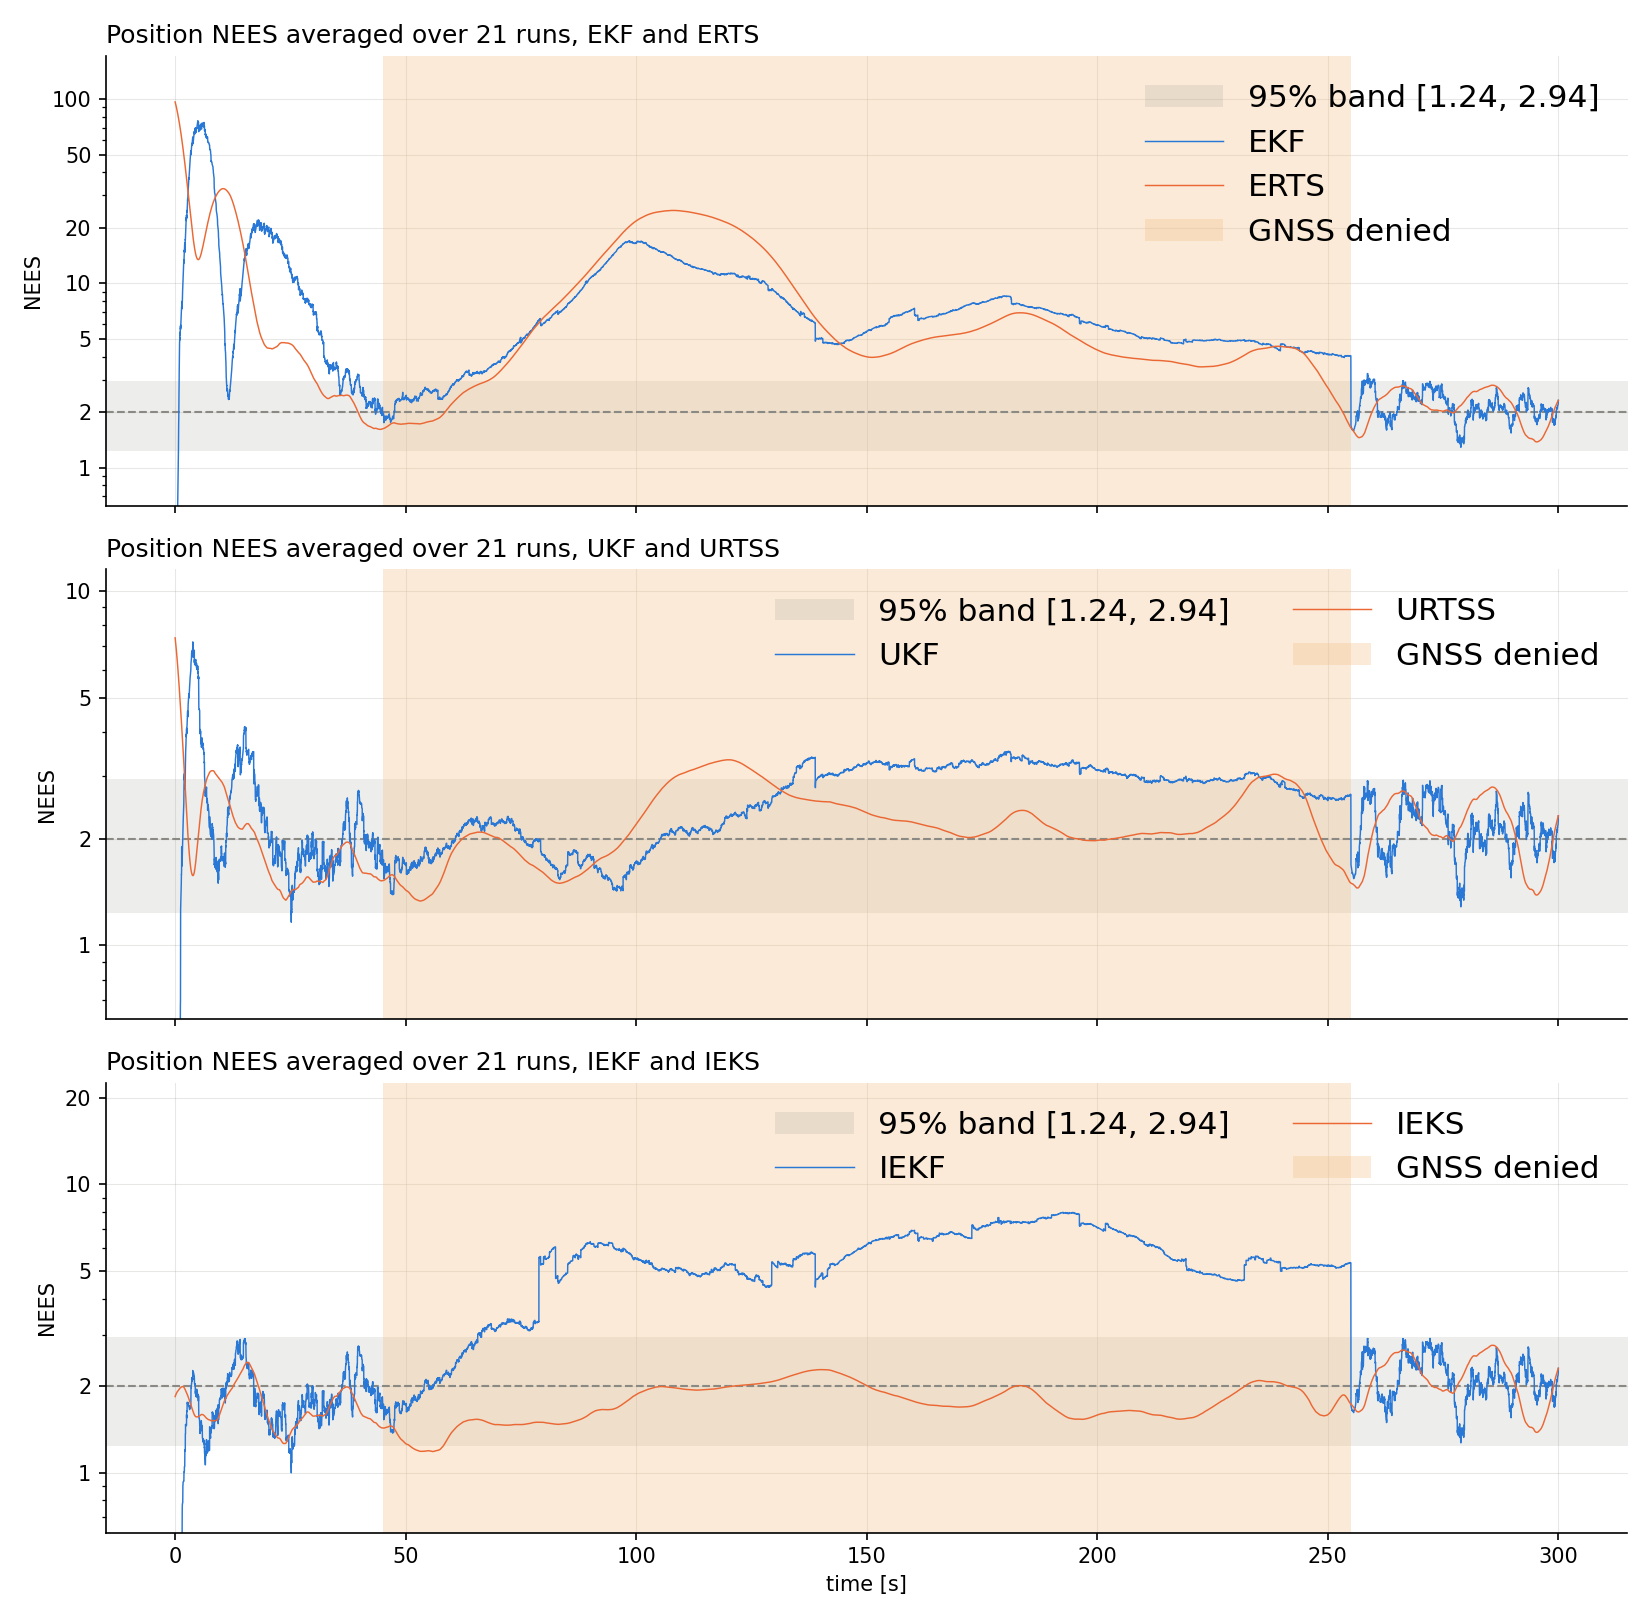 Position NEES averaged over 21 runs, EKF and ERTS
NEES
100
50
20
10
5
2
1
95% band [1.24, 2.94]
EKF
ERTS
GNSS denied
Position NEES averaged over 21 runs, UKF and URTSS
NEES
10
5
2
1
95% band [1.24, 2.94]
UKF
URTSS
GNSS denied
Position NEES averaged over 21 runs, IEKF and IEKS
NEES
20
10
5
2
1
95% band [1.24, 2.94]
IEKF
IEKS
GNSS denied
0 50 100 150 200 250 300
time [s]